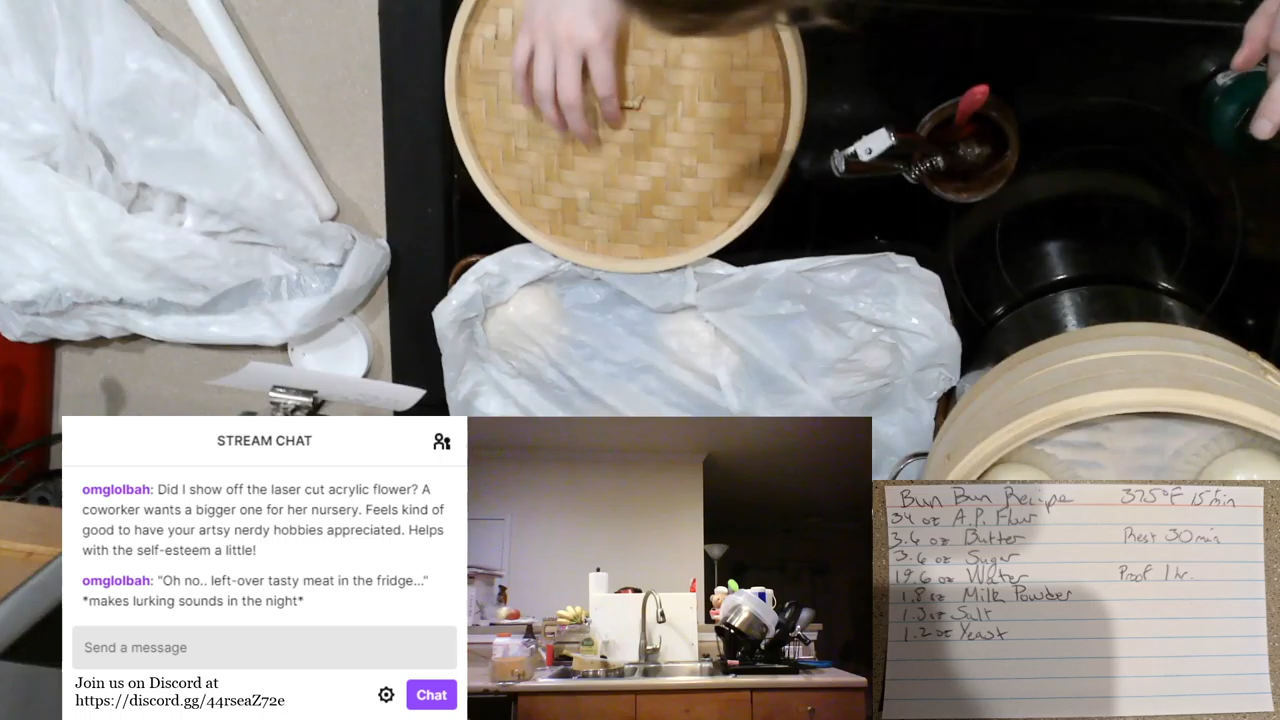 STREAM CHAT
omglolbah: Did I show off the laser cut acrylic flower? A
coworker wants a bigger one for her nursery. Feels kind of
good to have your artsy nerdy hobbies appreciated. Helps
with the self-esteem a little!
omglolbah: "Oh no.. left-over tasty meat in the fridge..."
*makes lurking sounds in the night*
Send a message
Join us on Discord at
https://discord.gg/44rseaZ72e
Chat
Bun Bun Recipe 375°F 15 min
34 oz A.P. Flour
3.6 oz Butter Rest 30 min
3.6 oz Sugar
19.6 oz Water Proof 1 hr.
1.8 oz Milk Powder
1.3 oz Salt
1.2 oz Yeast